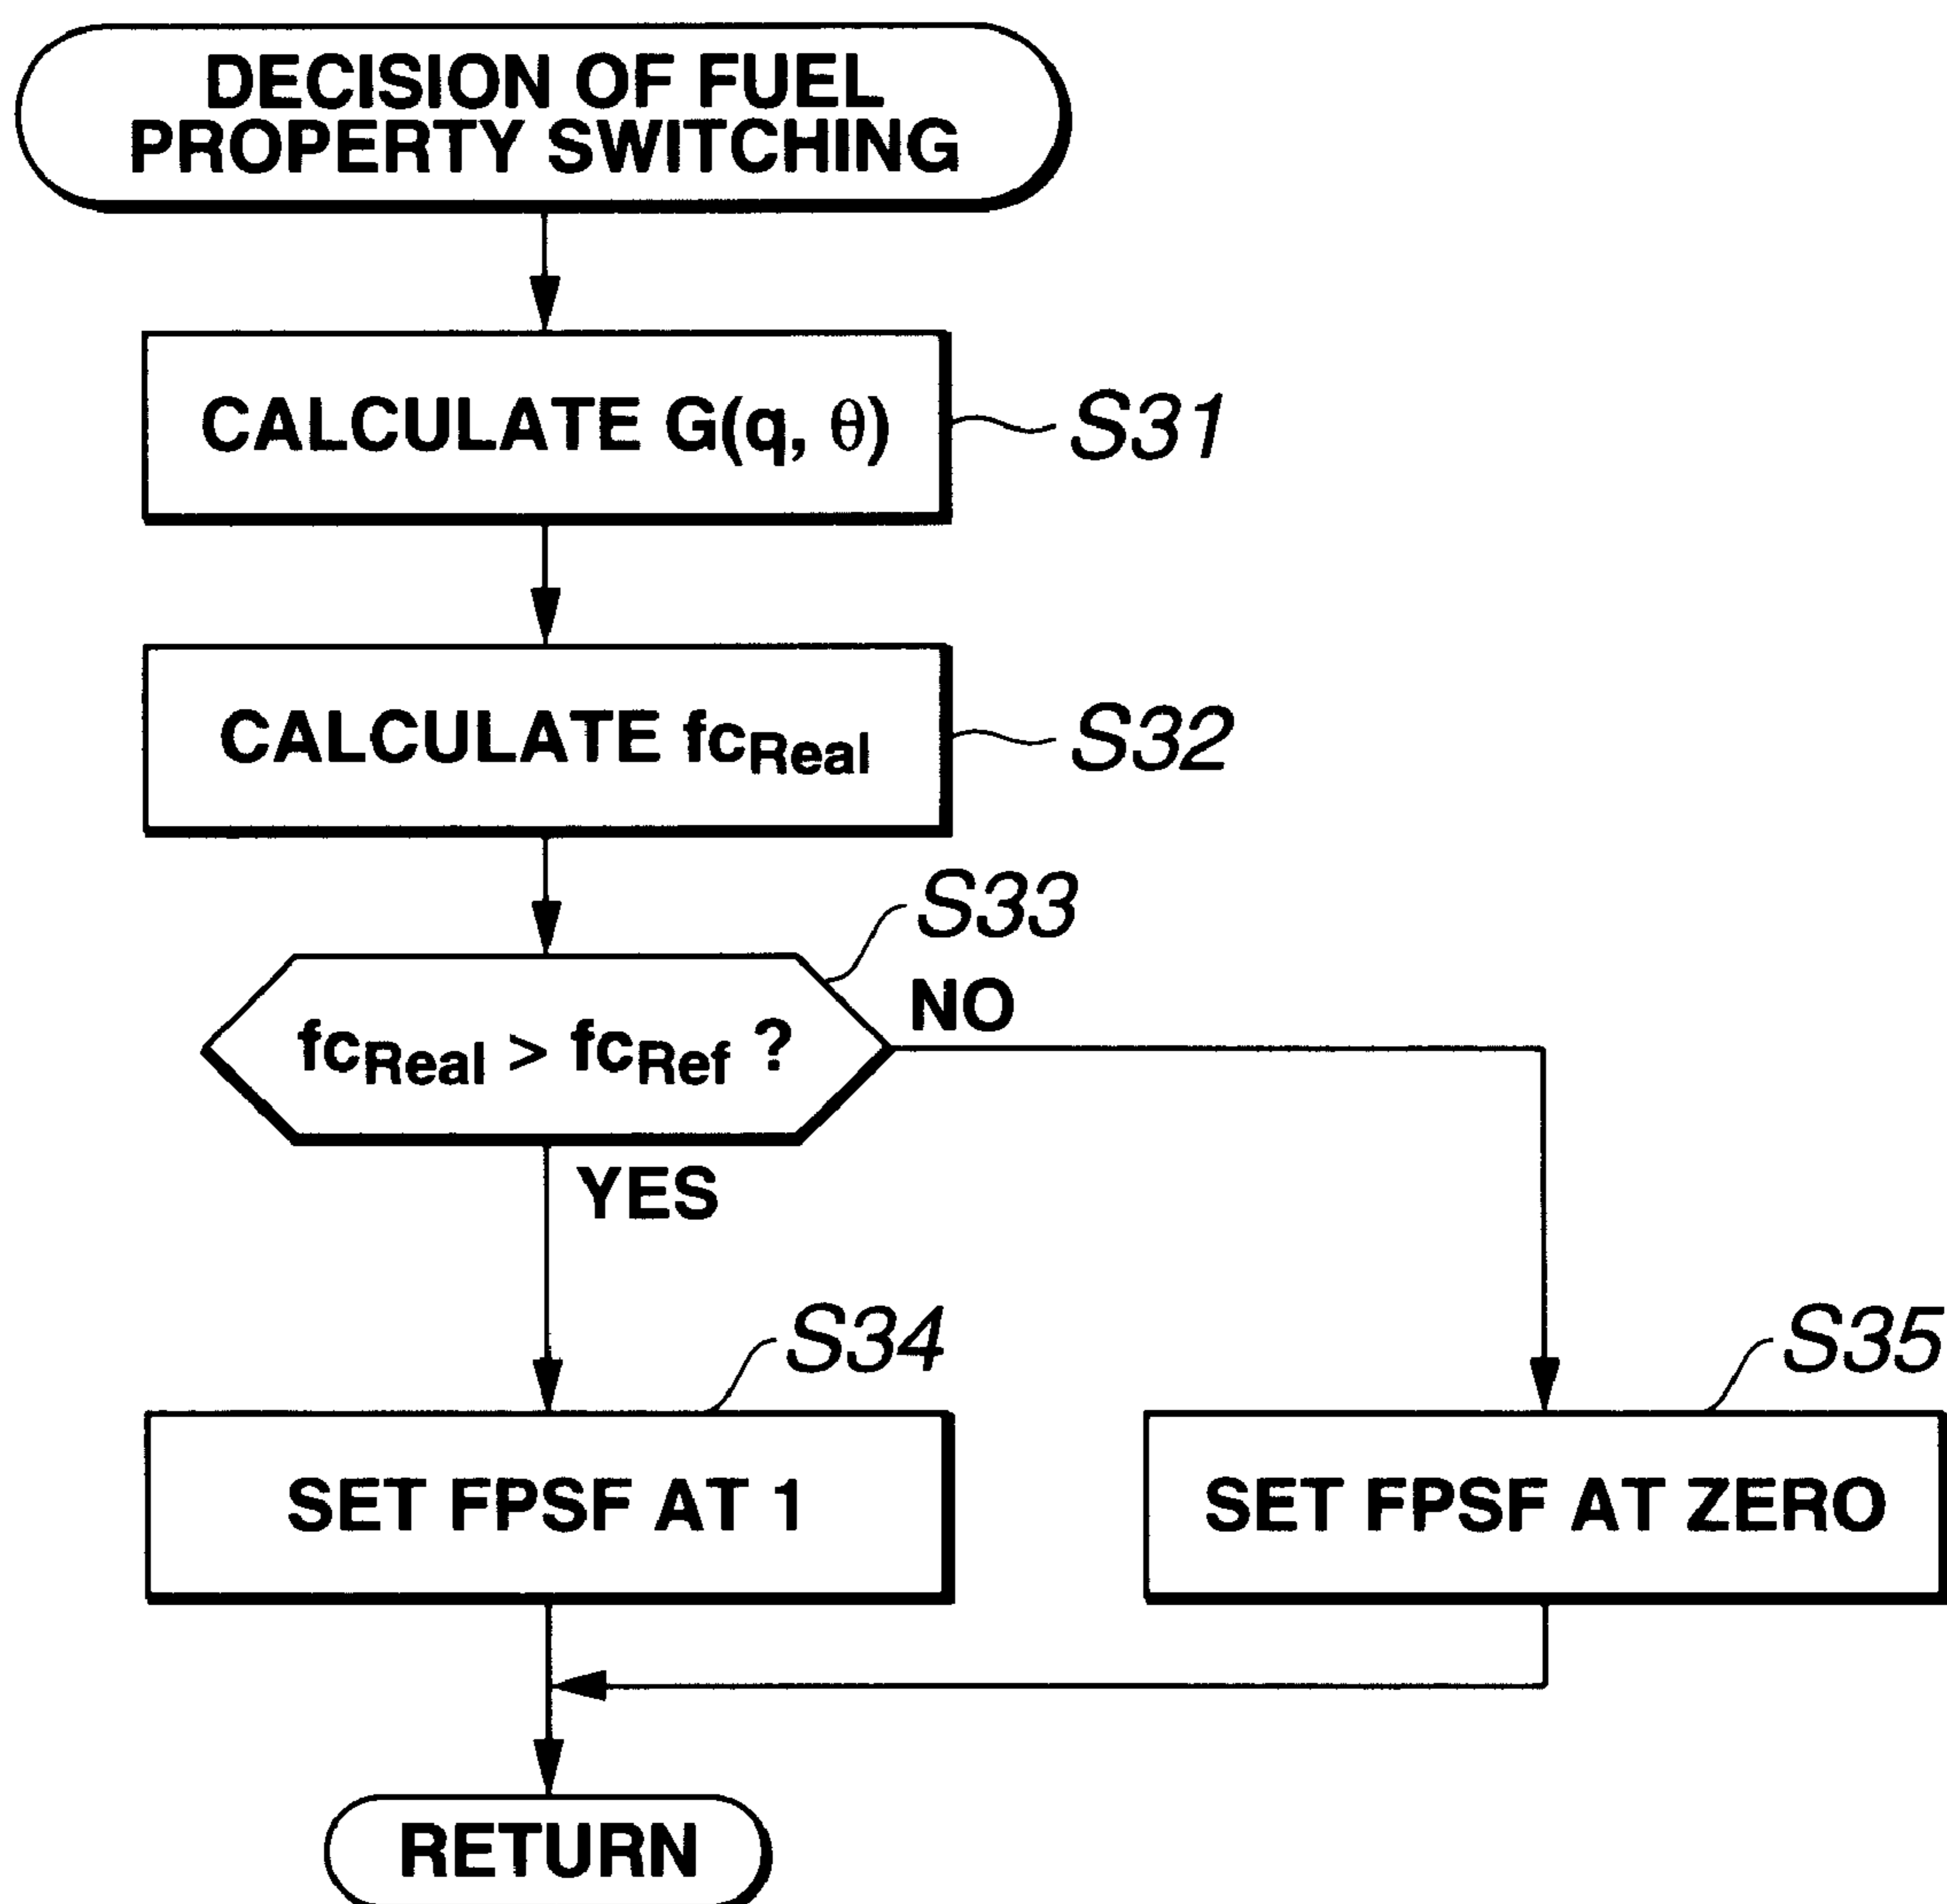 DECISION OF FUEL
PROPERTY SWITCHING
CALCULATE G(q, θ)
S31
CALCULATE fcReal
S32
S33
fcReal > fcRef ?
NO
YES
S34
S35
SET FPSF AT 1
SET FPSF AT ZERO
RETURN